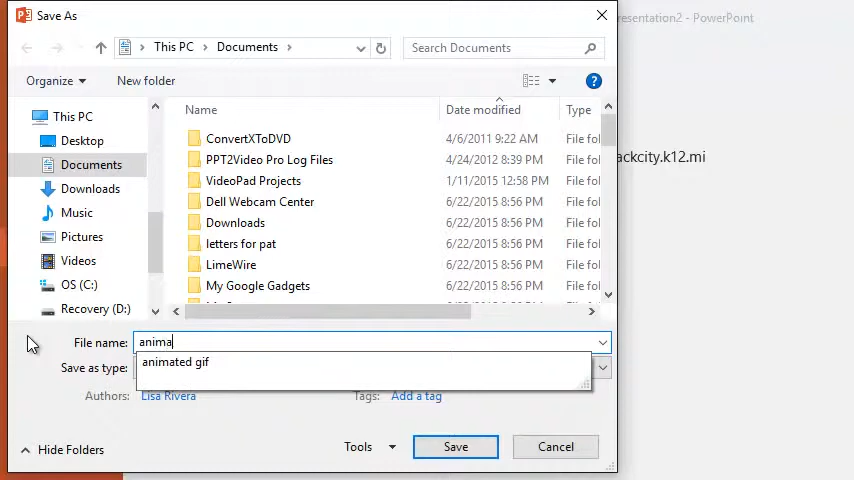 Save As
resentation2 - PowerPoint
This PC > Documents >
Search Documents
Organize
New folder
Name
Date modified
Type
This PC
Desktop
Documents
Downloads
Music
Pictures
Videos
OS (C:)
Recovery (D:)
ConvertXToDVD 4/6/2011 9:22 AM File fol
PPT2Video Pro Log Files 4/24/2012 8:39 PM File fol
VideoPad Projects 1/11/2015 12:58 PM File fol
Dell Webcam Center 6/22/2015 8:56 PM File fol
Downloads 6/22/2015 8:56 PM File fol
letters for pat 6/22/2015 8:56 PM File fol
LimeWire 6/22/2015 8:56 PM File fol
My Google Gadgets 6/22/2015 8:56 PM File fol
ackcity.k12.mi
File name: anima
animated gif
Save as type:
Authors: Lisa Rivera
Tags: Add a tag
Hide Folders
Tools
Save
Cancel